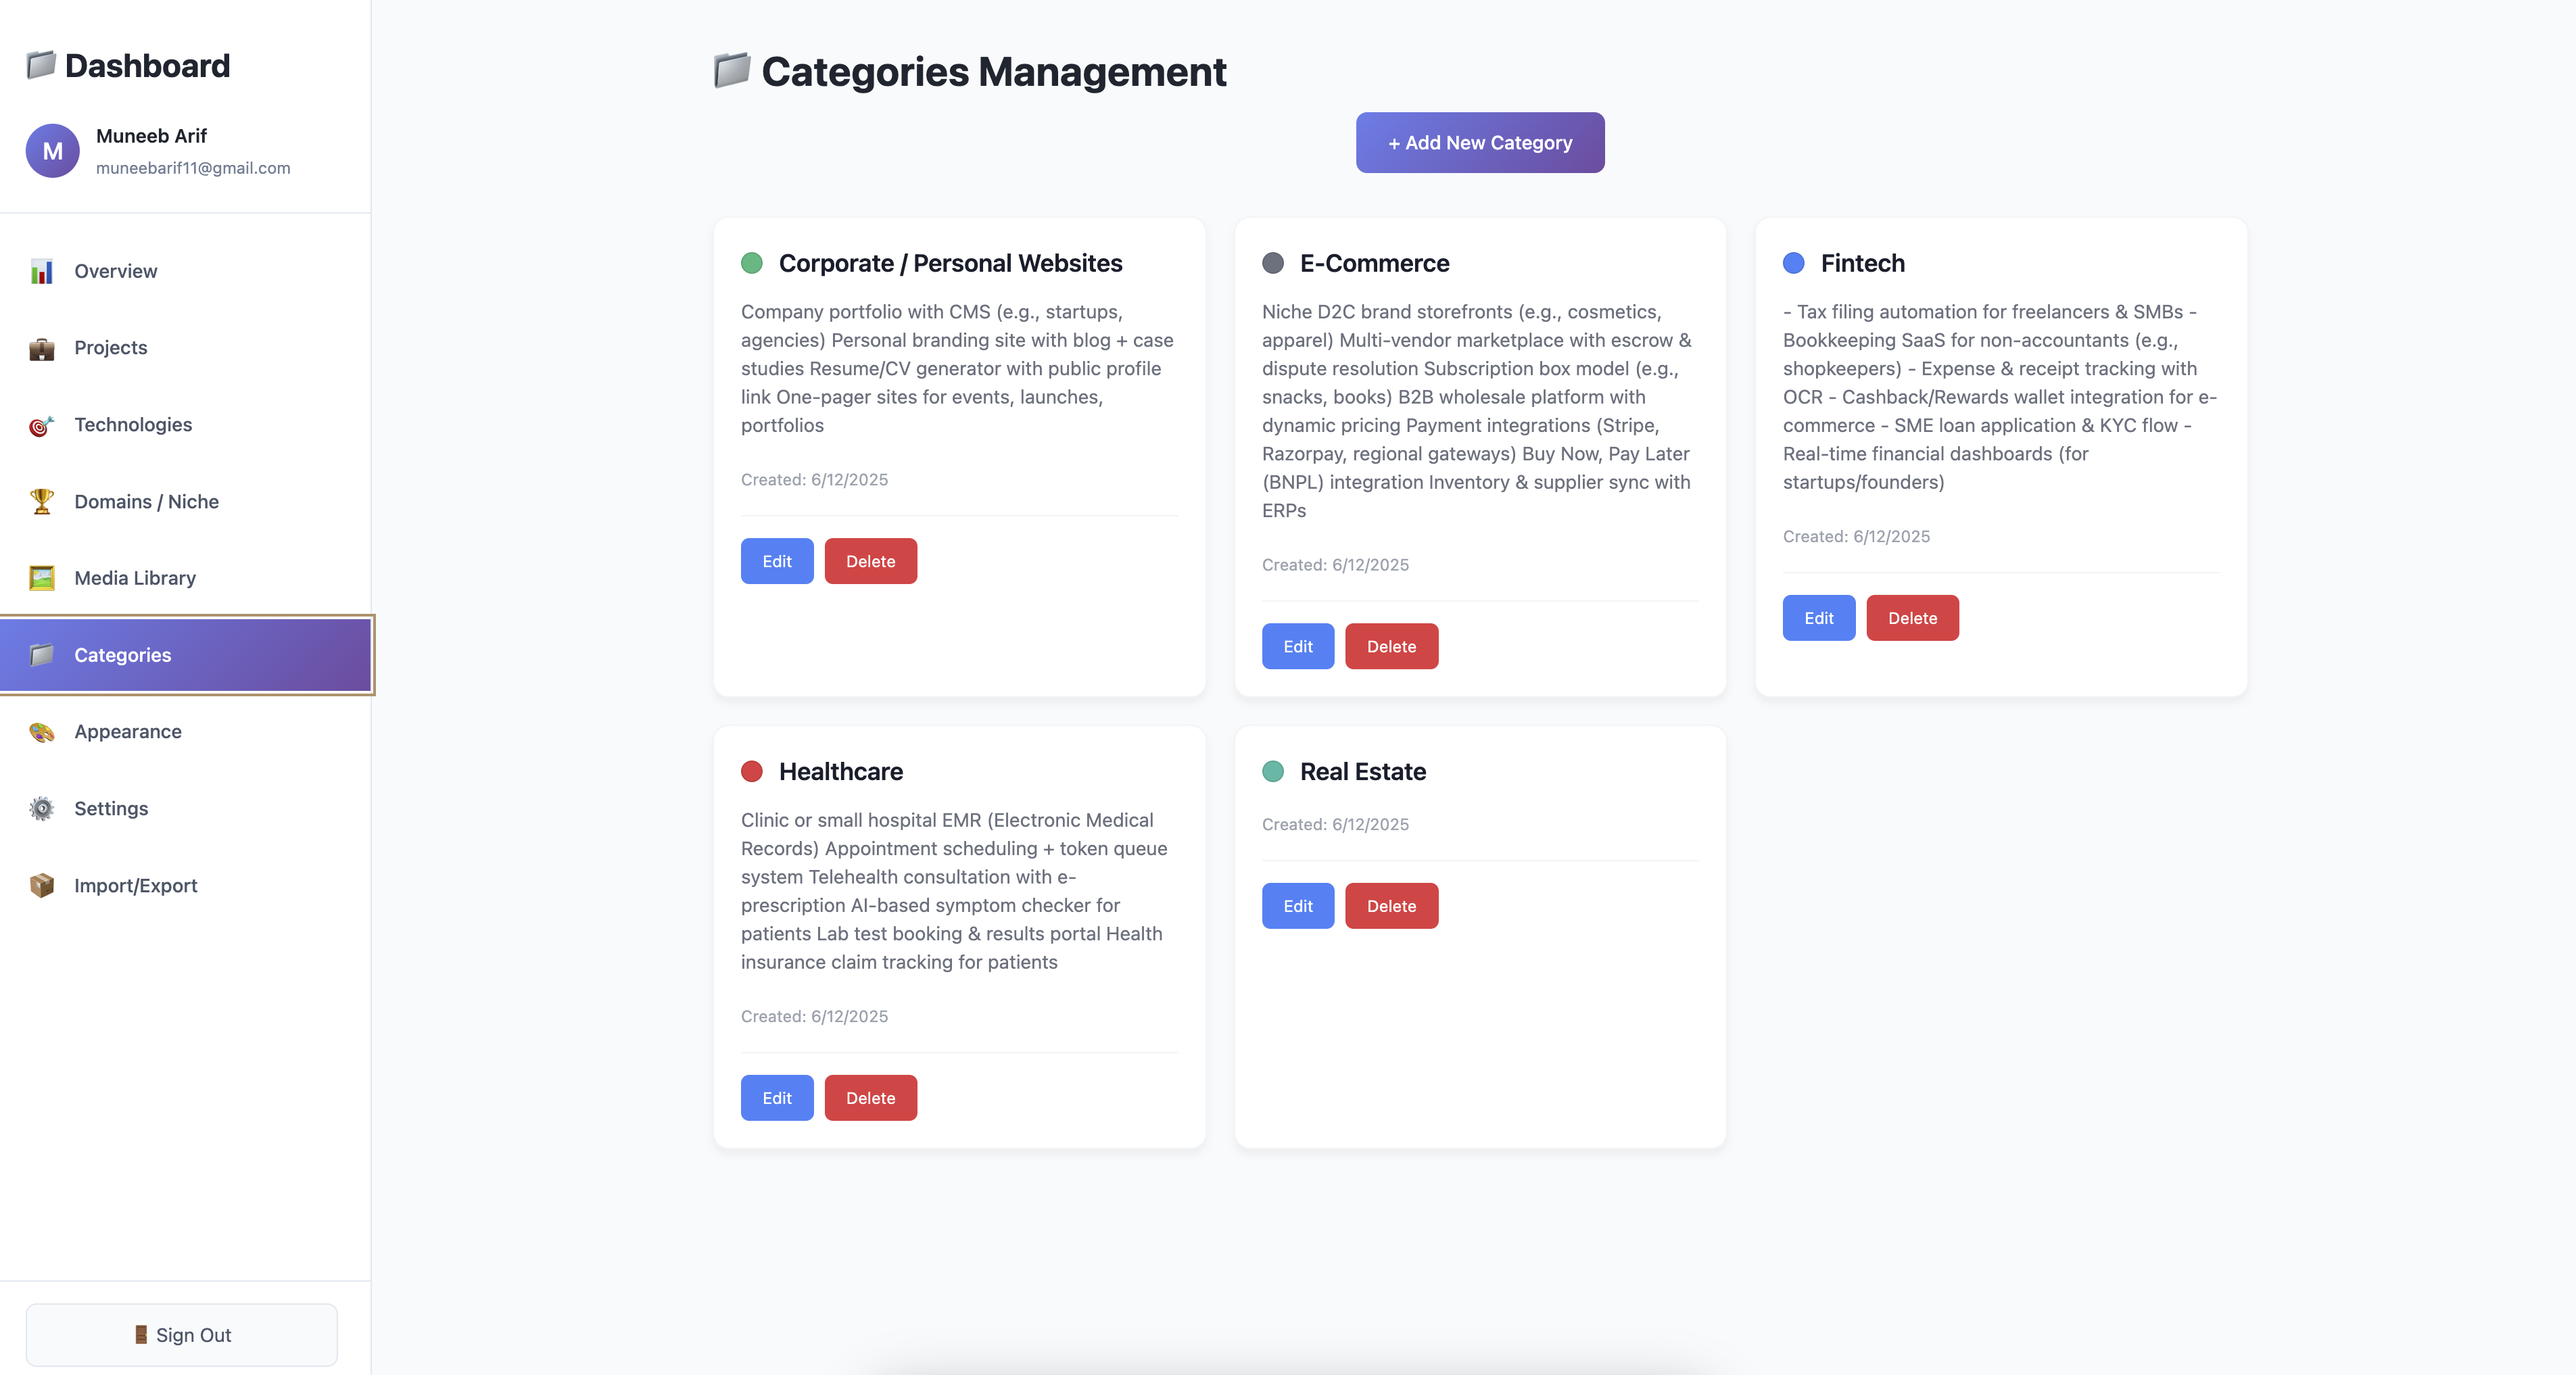 Dashboard
M
Muneeb Arif
muneebarif11@gmail.com
Overview
Projects
Technologies
Domains / Niche
Media Library
Categories
Appearance
Settings
Import/Export
Sign Out
Categories Management
+ Add New Category
Corporate / Personal Websites
Company portfolio with CMS (e.g., startups,
agencies) Personal branding site with blog + case
studies Resume/CV generator with public profile
link One-pager sites for events, launches,
portfolios
Created: 6/12/2025
Edit
Delete
E-Commerce
Niche D2C brand storefronts (e.g., cosmetics,
apparel) Multi-vendor marketplace with escrow &
dispute resolution Subscription box model (e.g.,
snacks, books) B2B wholesale platform with
dynamic pricing Payment integrations (Stripe,
Razorpay, regional gateways) Buy Now, Pay Later
(BNPL) integration Inventory & supplier sync with
ERPs
Created: 6/12/2025
Edit
Delete
Fintech
- Tax filing automation for freelancers & SMBs -
Bookkeeping SaaS for non-accountants (e.g.,
shopkeepers) - Expense & receipt tracking with
OCR - Cashback/Rewards wallet integration for e-
commerce - SME loan application & KYC flow -
Real-time financial dashboards (for
startups/founders)
Created: 6/12/2025
Edit
Delete
Healthcare
Clinic or small hospital EMR (Electronic Medical
Records) Appointment scheduling + token queue
system Telehealth consultation with e-
prescription AI-based symptom checker for
patients Lab test booking & results portal Health
insurance claim tracking for patients
Created: 6/12/2025
Edit
Delete
Real Estate
Created: 6/12/2025
Edit
Delete